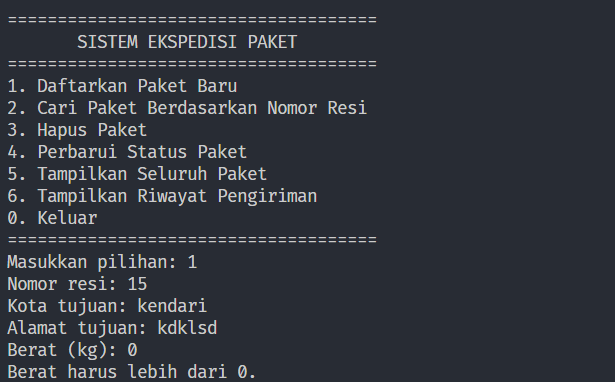 =====================================
SISTEM EKSPEDISI PAKET
=====================================
1. Daftarkan Paket Baru
2. Cari Paket Berdasarkan Nomor Resi
3. Hapus Paket
4. Perbarui Status Paket
5. Tampilkan Seluruh Paket
6. Tampilkan Riwayat Pengiriman
0. Keluar
=====================================
Masukkan pilihan: 1
Nomor resi: 15
Kota tujuan: kendari
Alamat tujuan: kdklsd
Berat (kg): 0
Berat harus lebih dari 0.